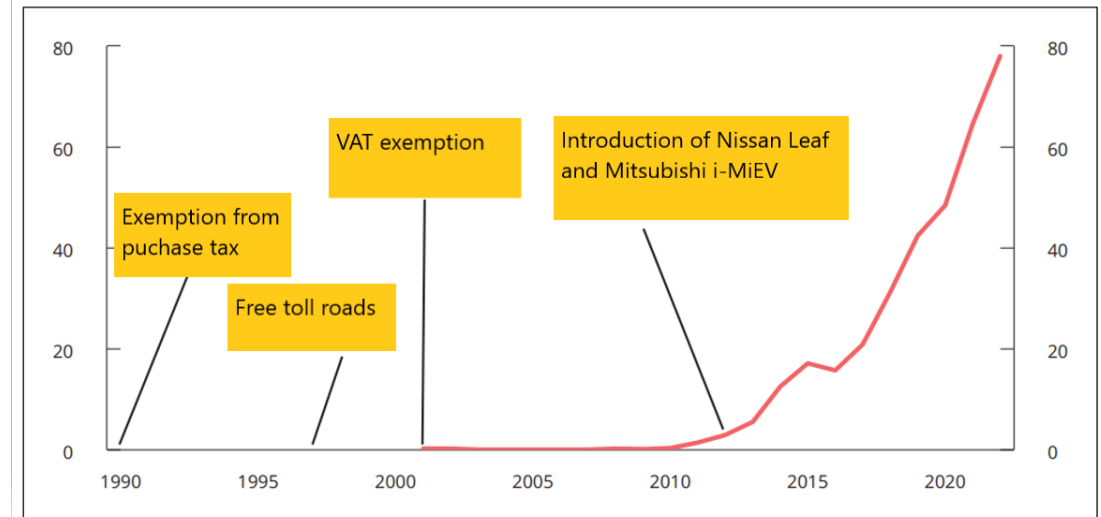 80
80
VAT exemption
Introduction of Nissan Leaf
and Mitsubishi i-MiEV
60
60
Exemption from
puchase tax
40
40
Free toll roads
20
20
0
0
1990
1995
2000
2005
2010
2015
2020